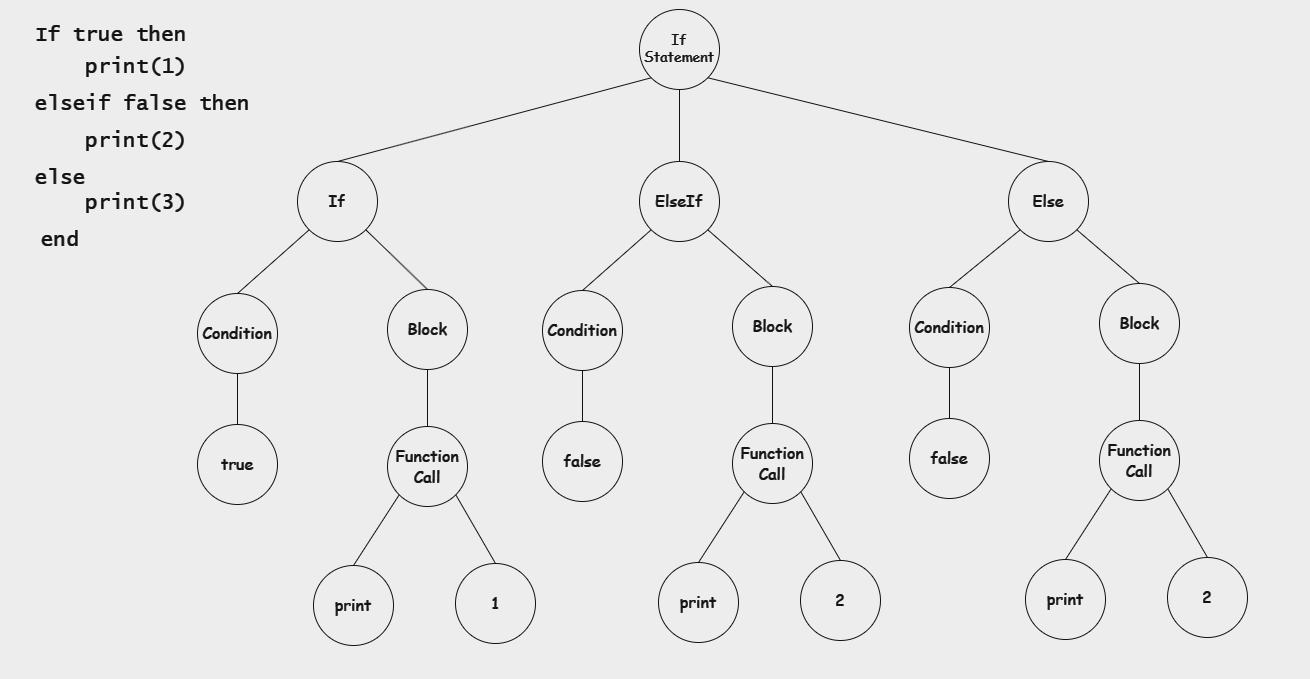 If true then
print(1)
elseif false then
print(2)
else
print(3)
end
If
Statement
If
ElseIf
Else
Condition
Block
Condition
Block
Condition
Block
true
Function
Call
false
Function
Call
false
Function
Call
print
1
print
2
print
2